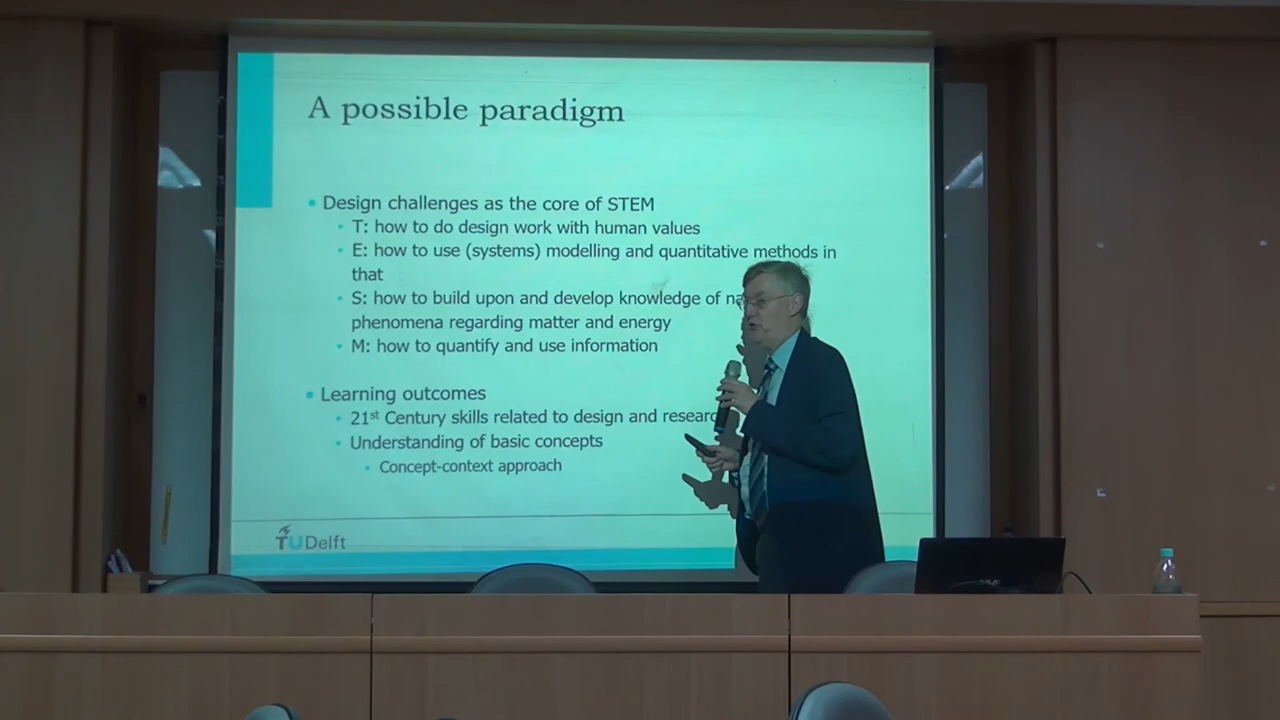 A possible paradigm
• Design challenges as the core of STEM
• T: how to do design work with human values
• E: how to use (systems) modelling and quantitative methods in
that
• S: how to build upon and develop knowledge of
phenomena regarding matter and energy
• M: how to quantify and use information
• Learning outcomes
• 21st Century skills related to design and
• Understanding of basic concepts
• Concept-context approach
TU Delft